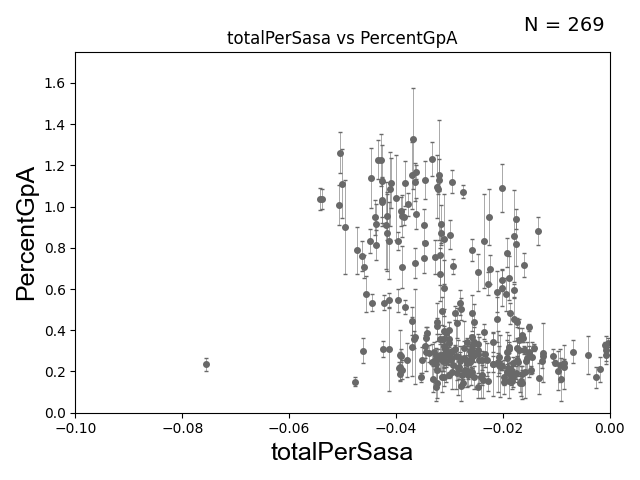 N = 269
totalPerSasa vs PercentGpA
PercentGpA
1.6
1.4
1.2
1.0
0.8
0.6
0.4
0.2
0.0
−0.10 −0.08 −0.06 −0.04 −0.02 0.00
totalPerSasa